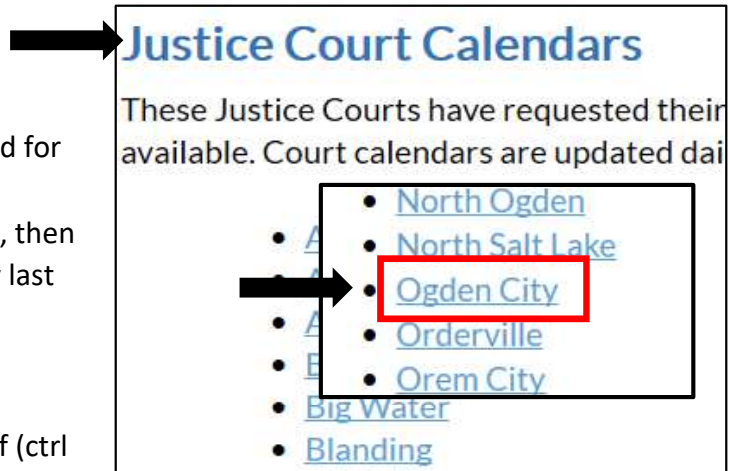 Justice Court Calendars
These Justice Courts have requested their
available. Court calendars are updated dai
d for
, then
last
f (ctrl
• North Ogden
• North Salt Lake
• Ogden City
• Orderville
• Orem City
• A
• A
• B
• Big Water
• Blanding